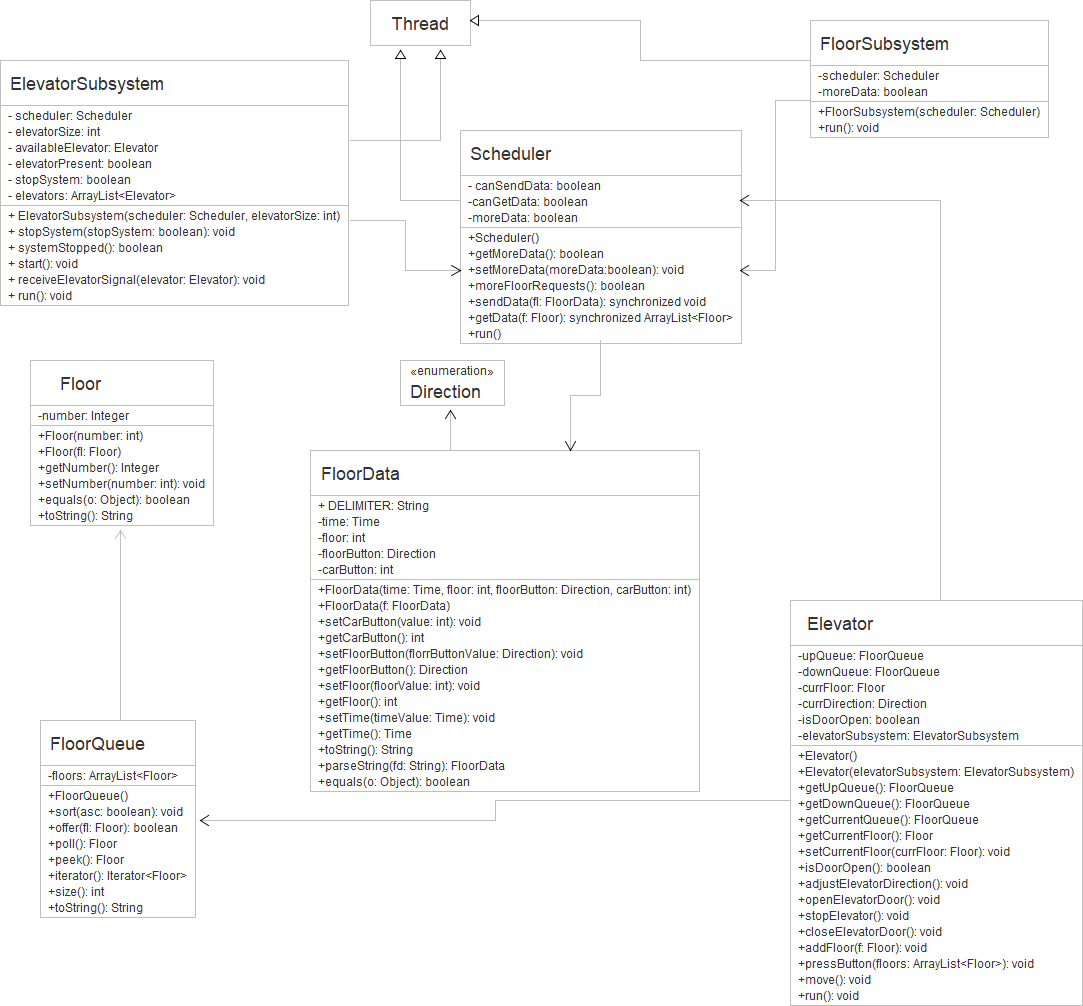 Thread
FloorSubsystem
-scheduler: Scheduler
-moreData: boolean
+FloorSubsystem(scheduler: Scheduler)
+run(): void
ElevatorSubsystem
- scheduler: Scheduler
- elevatorSize: int
- availableElevator: Elevator
- elevatorPresent: boolean
- stopSystem: boolean
- elevators: ArrayList<Elevator>
+ ElevatorSubsystem(scheduler: Scheduler, elevatorSize: int)
+ stopSystem(stopSystem: boolean): void
+ systemStopped(): boolean
+ start(): void
+ receiveElevatorSignal(elevator: Elevator): void
+ run(): void
Scheduler
- canSendData: boolean
-canGetData: boolean
-moreData: boolean
+Scheduler()
+getMoreData(): boolean
+setMoreData(moreData:boolean): void
+moreFloorRequests(): boolean
+sendData(fl: FloorData): synchronized void
+getData(f: Floor): synchronized ArrayList<Floor>
+run()
Floor
-number: Integer
+Floor(number: int)
+Floor(fl: Floor)
+getNumber(): Integer
+setNumber(number: int): void
+equals(o: Object): boolean
+toString(): String
«enumeration»
Direction
FloorData
+ DELIMITER: String
-time: Time
-floor: int
-floorButton: Direction
-carButton: int
+FloorData(time: Time, floor: int, floorButton: Direction, carButton: int)
+FloorData(f: FloorData)
+setCarButton(value: int): void
+getCarButton(): int
+setFloorButton(florrButtonValue: Direction): void
+getFloorButton(): Direction
+setFloor(floorValue: int): void
+getFloor(): int
+setTime(timeValue: Time): void
+getTime(): Time
+toString(): String
+parseString(fd: String): FloorData
+equals(o: Object): boolean
FloorQueue
-floors: ArrayList<Floor>
+FloorQueue()
+sort(asc: boolean): void
+offer(fl: Floor): boolean
+poll(): Floor
+peek(): Floor
+iterator(): Iterator<Floor>
+size(): int
+toString(): String
Elevator
-upQueue: FloorQueue
-downQueue: FloorQueue
-currFloor: Floor
-currDirection: Direction
-isDoorOpen: boolean
-elevatorSubsystem: ElevatorSubsystem
+Elevator()
+Elevator(elevatorSubsystem: ElevatorSubsystem)
+getUpQueue(): FloorQueue
+getDownQueue(): FloorQueue
+getCurrentQueue(): FloorQueue
+getCurrentFloor(): Floor
+setCurrentFloor(currFloor: Floor): void
+isDoorOpen(): boolean
+adjustElevatorDirection(): void
+openElevatorDoor(): void
+stopElevator(): void
+closeElevatorDoor(): void
+addFloor(f: Floor): void
+pressButton(floors: ArrayList<Floor>): void
+move(): void
+run(): void